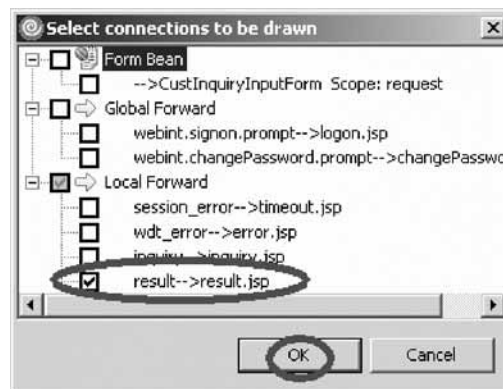 Select connections to be drawn
Form Bean
-->CustInquiryInputForm Scope: request
Global Forward
webint.signon.prompt-->logon.jsp
webint.changePassword.prompt-->changePasswo
Local Forward
session_error-->timeout.jsp
wdt_error-->error.jsp
inquiry-->inquiry.jsp
result-->result.jsp
OK
Cancel